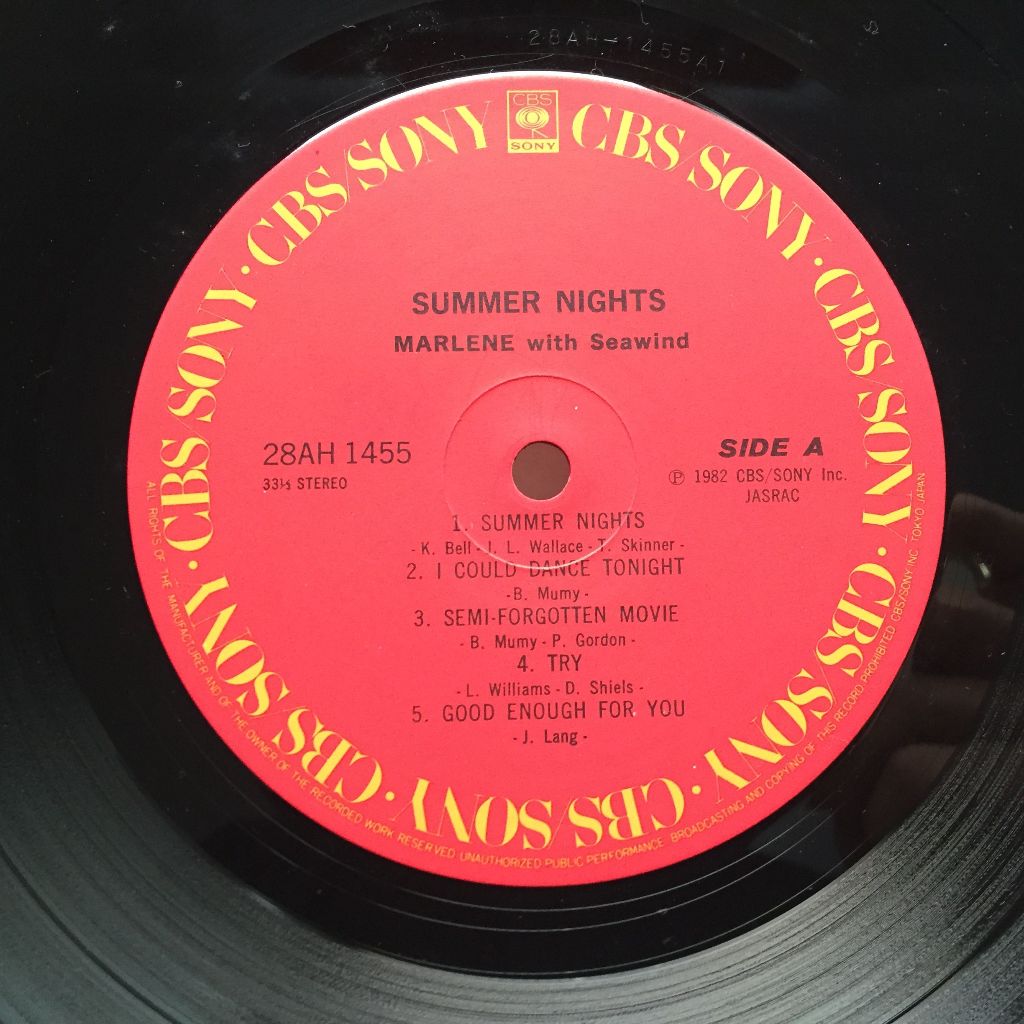 28AH-1455A1
CBS
SONY
CBS/SONY · CBS/SONY · CBS/SONY · CBS/SONY · CBS/SONY · CBS/SONY · CBS/SONY · CBS/SONY
SUMMER NIGHTS
MARLENE with Seawind
28AH 1455
33⅓ STEREO
SIDE A
℗ 1982 CBS/SONY Inc.
JASRAC
1. SUMMER NIGHTS
- K. Bell - J. L. Wallace - T. Skinner -
2. I COULD DANCE TONIGHT
- B. Mumy -
3. SEMI-FORGOTTEN MOVIE
- B. Mumy - P. Gordon -
4. TRY
- L. Williams - D. Shiels -
5. GOOD ENOUGH FOR YOU
- J. Lang -
ALL RIGHTS OF THE MANUFACTURER AND OF THE OWNER OF THE RECORDED WORK RESERVED UNAUTHORIZED PUBLIC PERFORMANCE BROADCASTING AND COPYING OF THIS RECORD PROHIBITED CBS/SONY INC TOKYO JAPAN